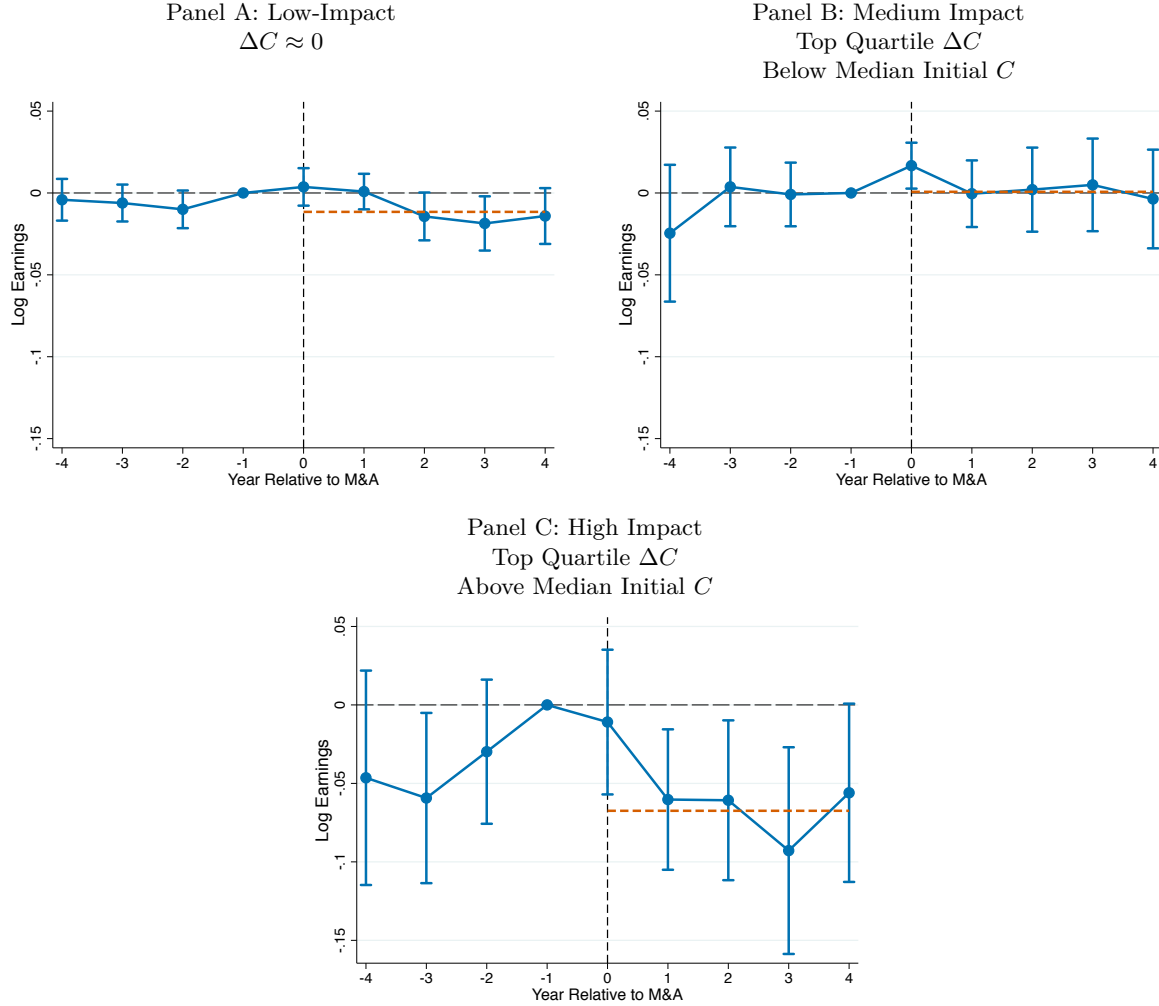 Panel A: Low-Impact
ΔC ≈ 0
.05
0
-.05
-.1
-.15
Log Earnings
-4 -3 -2 -1 0 1 2 3 4
Year Relative to M&A
Panel B: Medium Impact
Top Quartile ΔC
Below Median Initial C
.05
0
-.05
-.1
-.15
Log Earnings
-4 -3 -2 -1 0 1 2 3 4
Year Relative to M&A
Panel C: High Impact
Top Quartile ΔC
Above Median Initial C
.05
0
-.05
-.1
-.15
Log Earnings
-4 -3 -2 -1 0 1 2 3 4
Year Relative to M&A